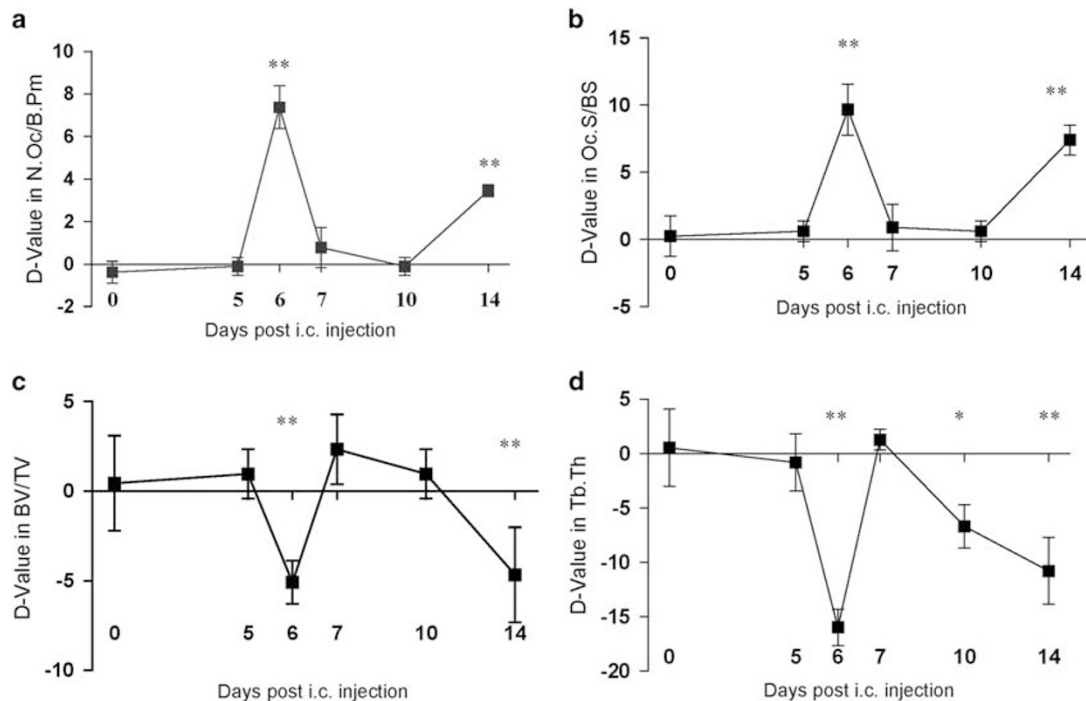 a
10
8
6
4
2
0
-2
D-Value in N.Oc/B.Pm
**
**
0 5 6 7 10 14
Days post i.c. injection
b
15
10
5
0
-5
D-Value in Oc.S/BS
**
**
0 5 6 7 10 14
Days post i.c. injection
c
5
0
-5
-10
D-Value in BV/TV
**
**
0 5 6 7 10 14
Days post i.c. injection
d
5
0
-5
-10
-15
-20
D-Value in Tb.Th
**
*
**
0 5 6 7 10 14
Days post i.c. injection